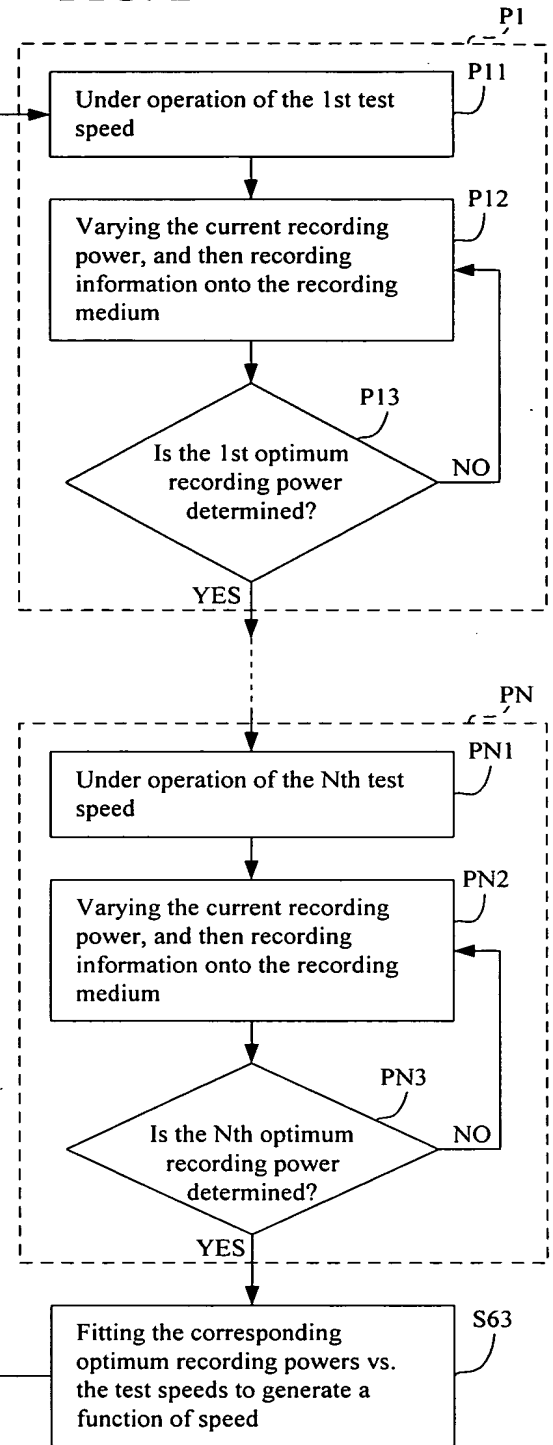 P1
P11
Under operation of the 1st test
speed
P12
Varying the current recording
power, and then recording
information onto the recording
medium
P13
Is the 1st optimum
recording power
determined?
NO
YES
PN
PN1
Under operation of the Nth test
speed
PN2
Varying the current recording
power, and then recording
information onto the recording
medium
PN3
Is the Nth optimum
recording power
determined?
NO
YES
S63
Fitting the corresponding
optimum recording powers vs.
the test speeds to generate a
function of speed